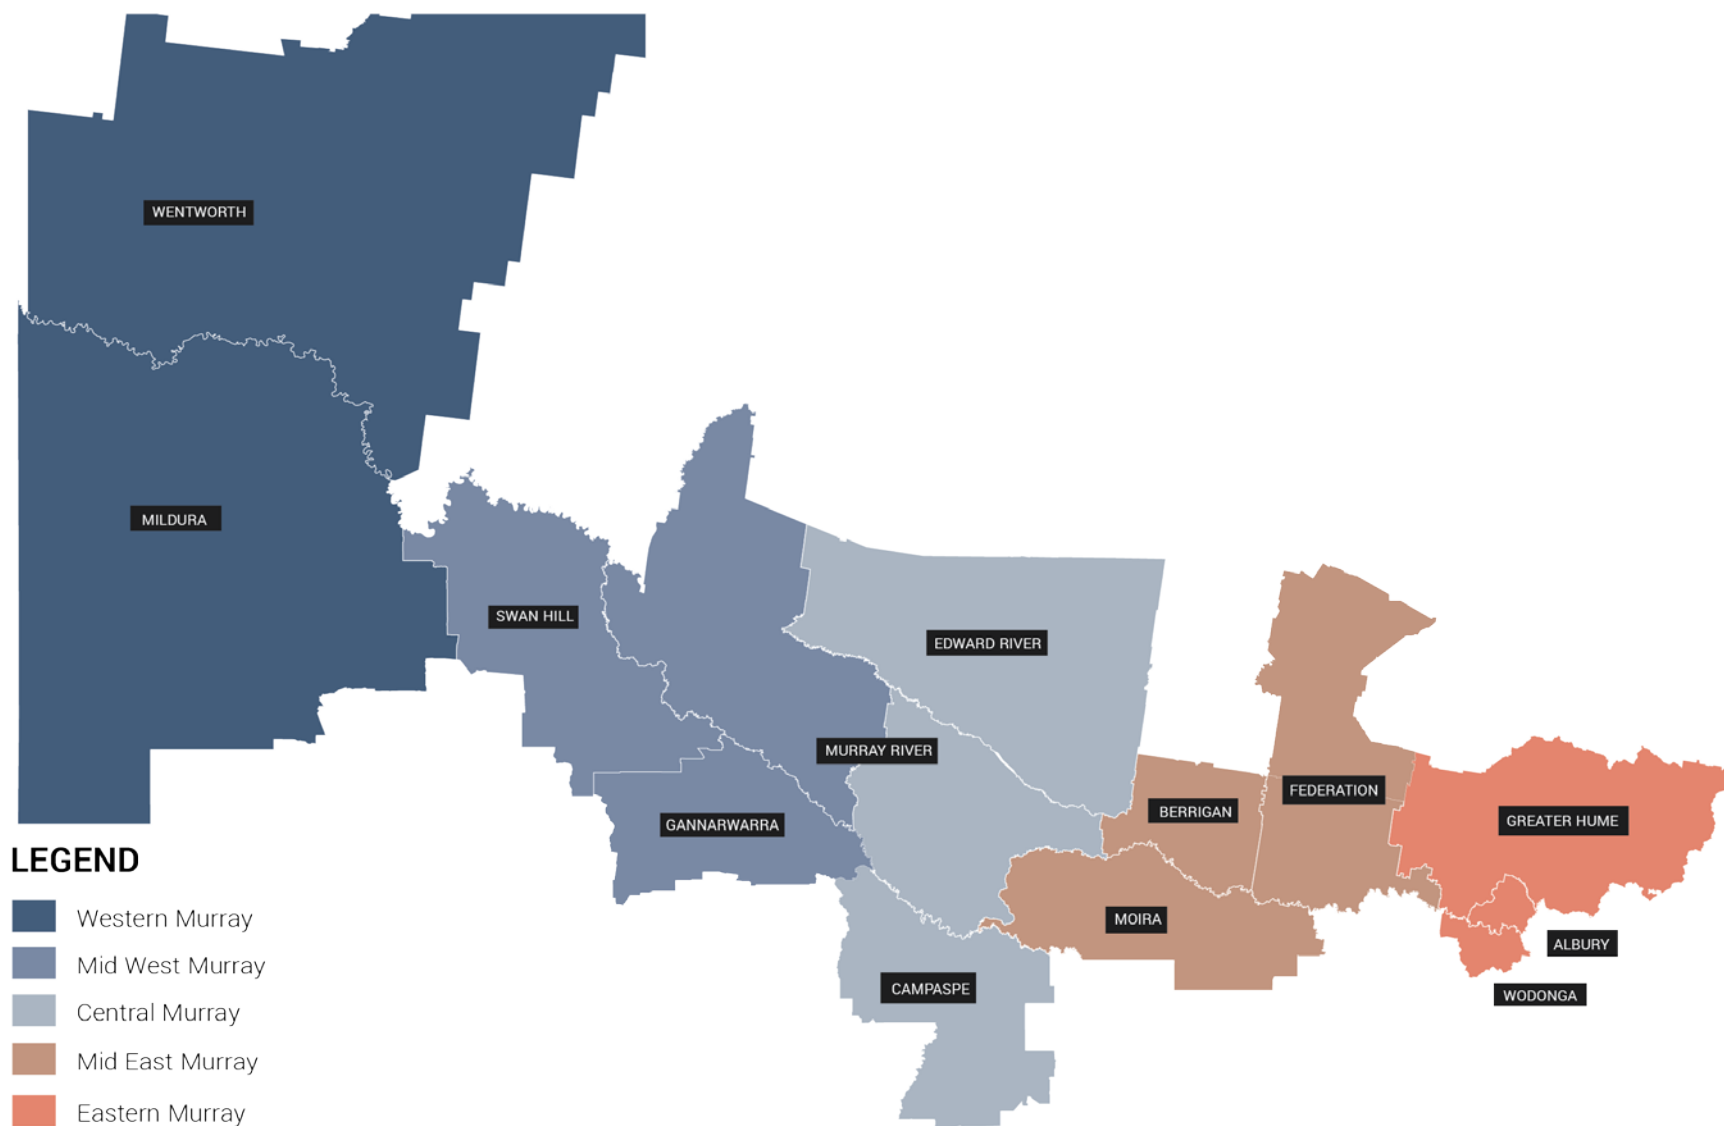 WENTWORTH
MILDURA
SWAN HILL
EDWARD RIVER
MURRAY RIVER
FEDERATION
BERRIGAN
GANNARWARRA
GREATER HUME
MOIRA
ALBURY
CAMPASPE
WODONGA
LEGEND
Western Murray
Mid West Murray
Central Murray
Mid East Murray
Eastern Murray